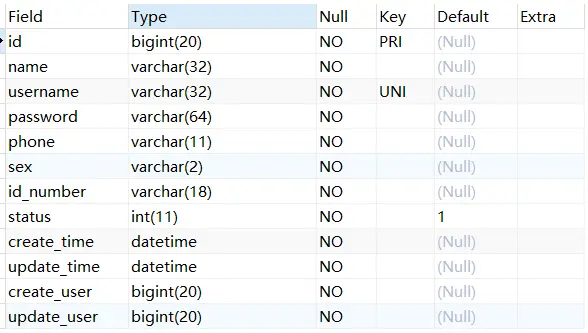 Field Type Null Key Default Extra
id bigint(20) NO PRI (Null)
name varchar(32) NO (Null)
username varchar(32) NO UNI (Null)
password varchar(64) NO (Null)
phone varchar(11) NO (Null)
sex varchar(2) NO (Null)
id_number varchar(18) NO (Null)
status int(11) NO 1
create_time datetime NO (Null)
update_time datetime NO (Null)
create_user bigint(20) NO (Null)
update_user bigint(20) NO (Null)